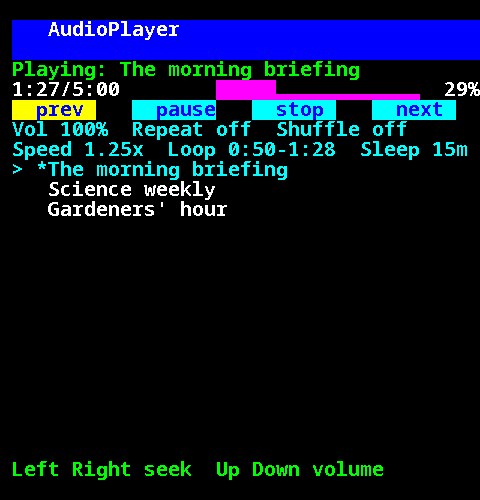 AudioPlayer
Playing: The morning briefing
1:27/5:00 29%
prev pause stop next
Vol 100% Repeat off Shuffle off
Speed 1.25x Loop 0:50-1:28 Sleep 15m
> *The morning briefing
Science weekly
Gardeners' hour
Left Right seek Up Down volume